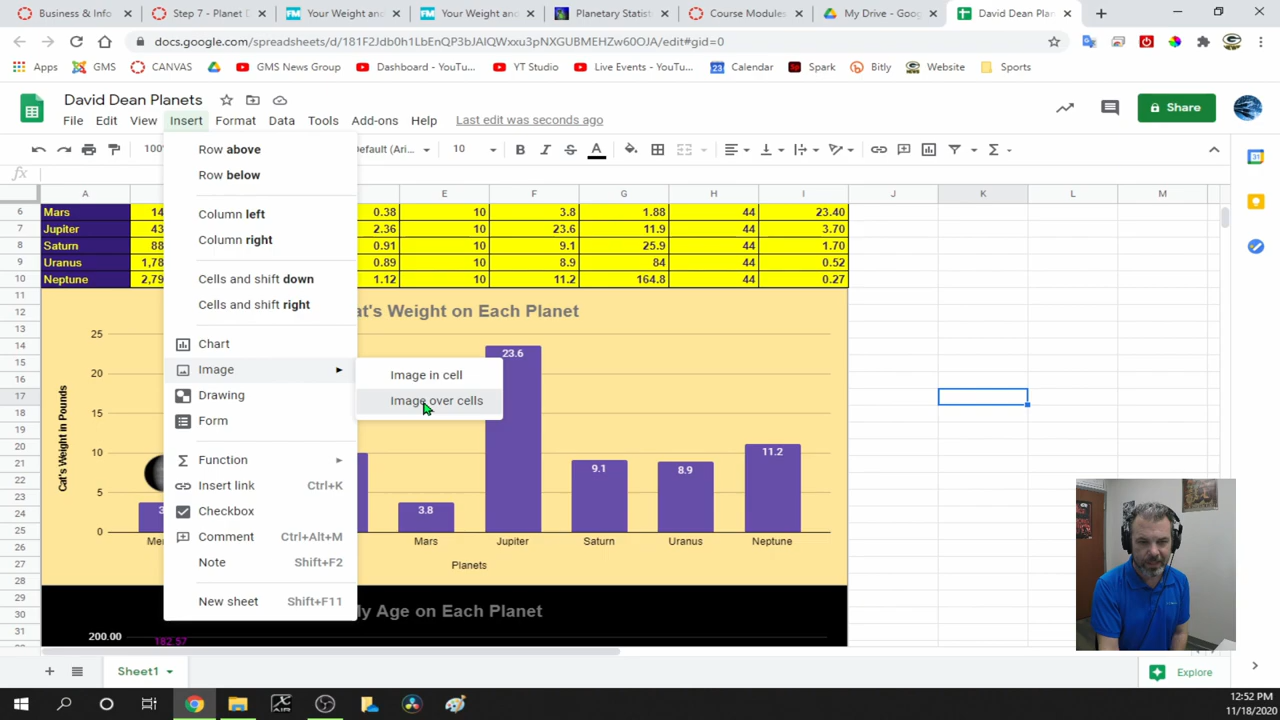 Business & Info
Step 7 - Planet D
Your Weight and
Your Weight and
Planetary Statist
Course Modules
My Drive - Goog
David Dean Plan
docs.google.com/spreadsheets/d/181F2Jdb0h1LbEnQP3bJAIQWxxu3pNXGUBMEHZw60OJA/edit#gid=0
Apps
GMS
CANVAS
GMS News Group
Dashboard - YouTu...
YT Studio
Live Events - YouTu...
Calendar
Spark
Bitly
Website
Sports
David Dean Planets
File Edit View Insert Format Data Tools Add-ons Help Last edit was seconds ago
Share
100%
Default (Ari...
10
fx
A E F G H I J K L M
6 Mars 14 0.38 10 3.8 1.88 44 23.40
7 Jupiter 43 2.36 10 23.6 11.9 44 3.70
8 Saturn 88 0.91 10 9.1 25.9 44 1.70
9 Uranus 1,78 0.89 10 8.9 84 44 0.52
10 Neptune 2,79 1.12 10 11.2 164.8 44 0.27
11
12
13
14
15
16
17
18
19
20
21
22
23
24
25
26
27
28
29
30
31
Row above
Row below
Column left
Column right
Cells and shift down
Cells and shift right
Chart
Image
Drawing
Form
Function
Insert link Ctrl+K
Checkbox
Comment Ctrl+Alt+M
Note Shift+F2
New sheet Shift+F11
Image in cell
Image over cells
at's Weight on Each Planet
Cat's Weight in Pounds
25
20
15
10
5
0
3
3.8
23.6
9.1
8.9
11.2
Mer
Mars
Jupiter
Saturn
Uranus
Neptune
Planets
My Age on Each Planet
200.00
182.57
Sheet1
Explore
12:52 PM
11/18/2020